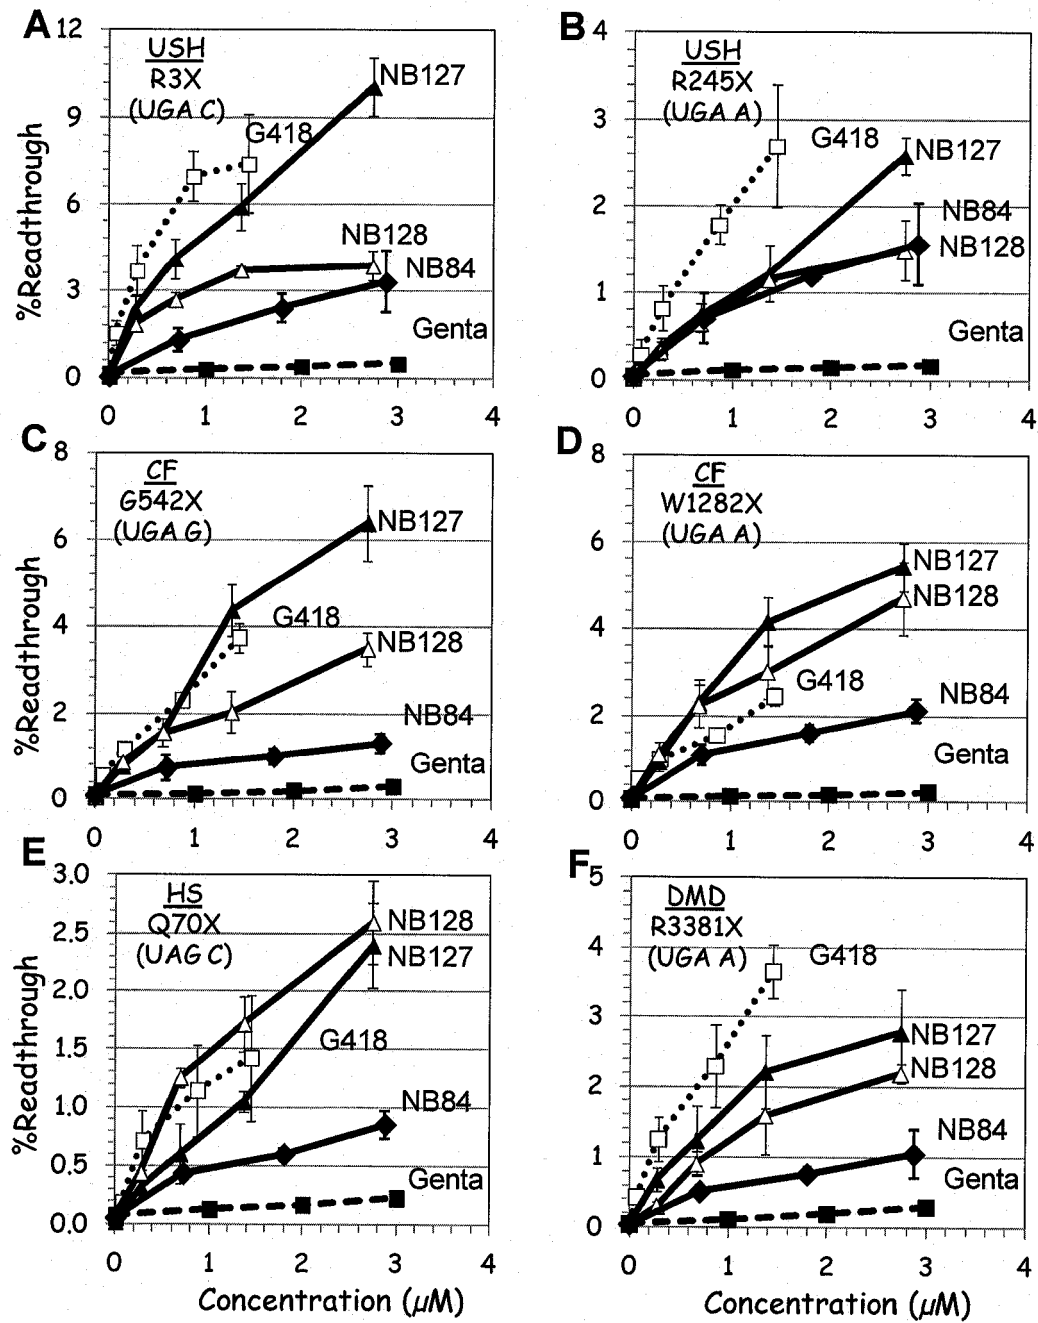 A
12
9
6
3
0
%Readthrough
USH
R3X
(UGA C)
NB127
G418
NB128
NB84
Genta
0 1 2 3 4
B
4
3
2
1
0
USH
R245X
(UGA A)
G418
NB127
NB84
NB128
Genta
0 1 2 3 4
C
8
6
4
2
0
%Readthrough
CF
G542X
(UGA G)
NB127
G418
NB128
NB84
Genta
0 1 2 3 4
D
8
6
4
2
0
CF
W1282X
(UGA A)
NB127
NB128
G418
NB84
Genta
0 1 2 3 4
E
3.0
2.5
2.0
1.5
1.0
0.5
0.0
%Readthrough
HS
Q70X
(UAG C)
NB128
NB127
G418
NB84
Genta
0 1 2 3 4
Concentration (µM)
F
5
4
3
2
1
0
DMD
R3381X
(UGA A)
G418
NB127
NB128
NB84
Genta
0 1 2 3 4
Concentration (µM)